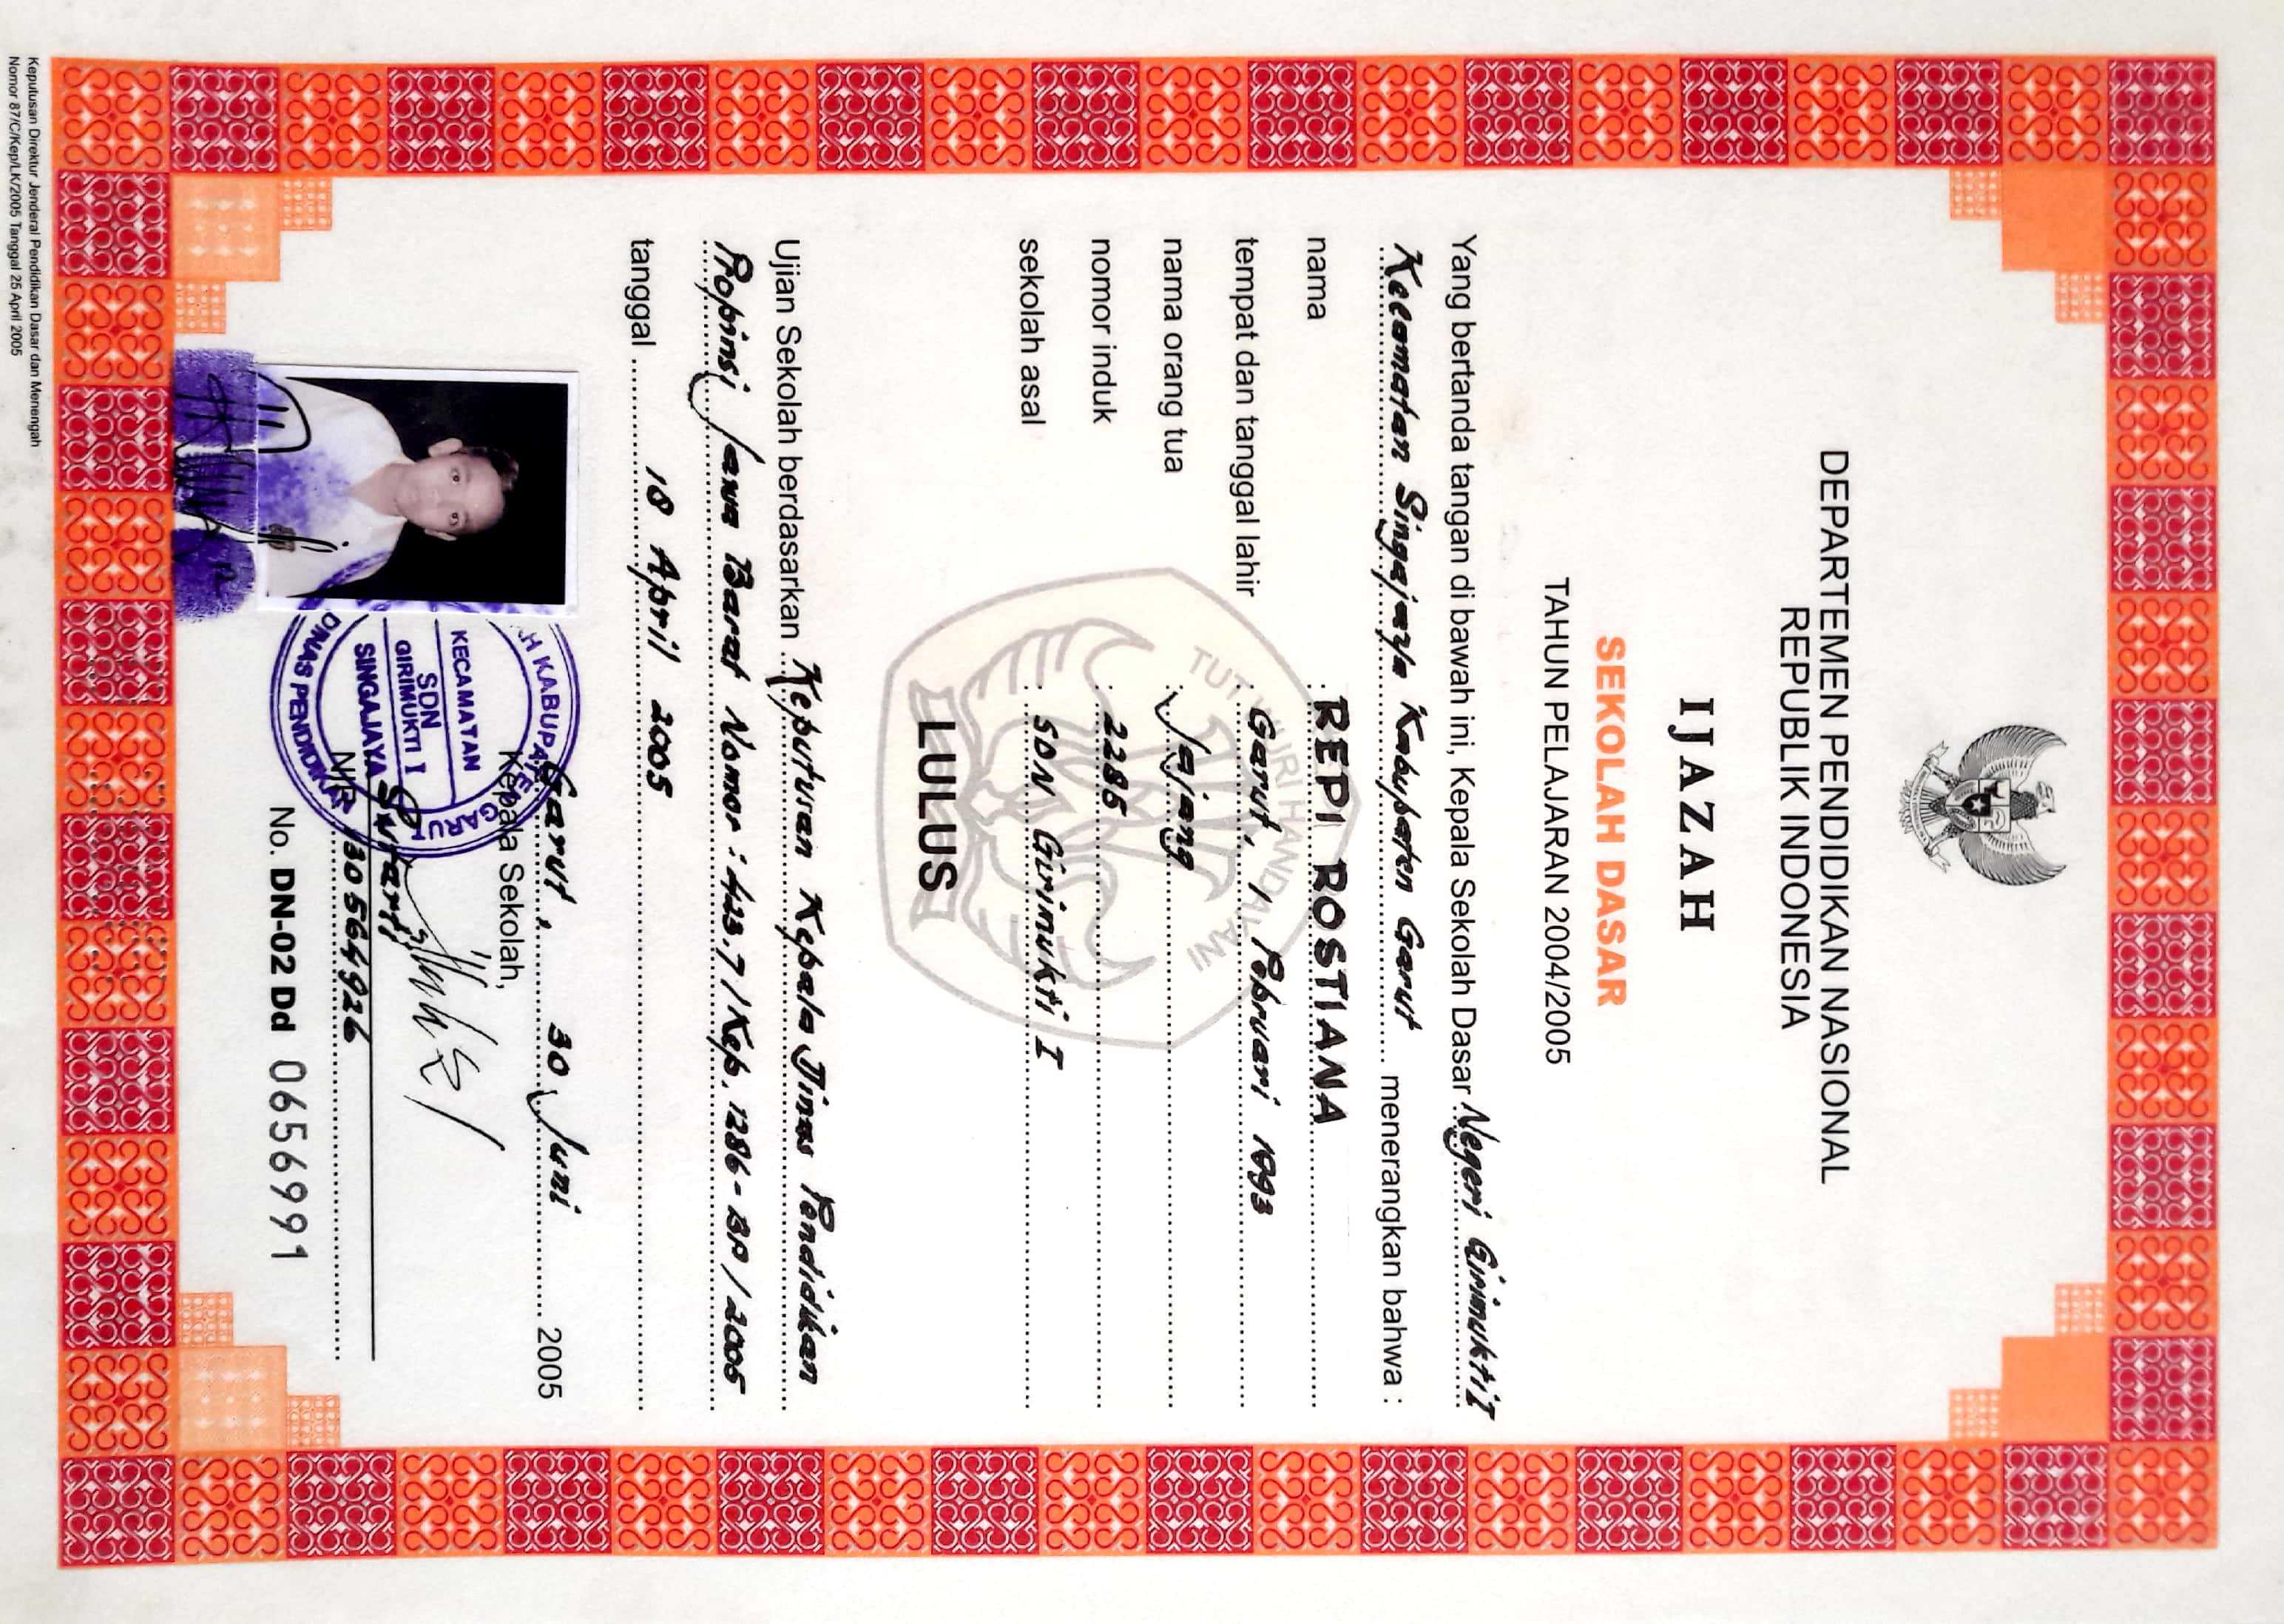 DEPARTEMEN PENDIDIKAN NASIONAL
REPUBLIK INDONESIA
IJAZAH
SEKOLAH DASAR
TAHUN PELAJARAN 2004/2005
Yang bertanda tangan di bawah ini, Kepala Sekolah Dasar Negeri Girimukti I
Kecamatan Singajaya Kabupaten Garut menerangkan bahwa :
nama : REPI ROSTIANA
tempat dan tanggal lahir : Garut, 1 Pebruari 1993
nama orang tua : Jajang
nomor induk : 2285
sekolah asal : SDN Girimukti I
TUT WURI HANDAYANI
LULUS
Ujian Sekolah berdasarkan Keputusan Kepala Dinas Pendidikan
Propinsi Jawa Barat Nomor : 423.7/Kep. 1286-BP/2005
tanggal 18 April 2005
Garut, 30 Juni 2005
Kepala Sekolah,
KABUPATEN GARUT
KECAMATAN
SDN
GIRIMUKTI I
SINGAJAYA
DINAS PENDIDIKAN
Sutarti
NIP 130564926
No. DN-02 Dd 0656991
Keputusan Direktur Jenderal Pendidikan Dasar dan Menengah
Nomor 87/C/Kep/LK/2005 Tanggal 25 April 2005